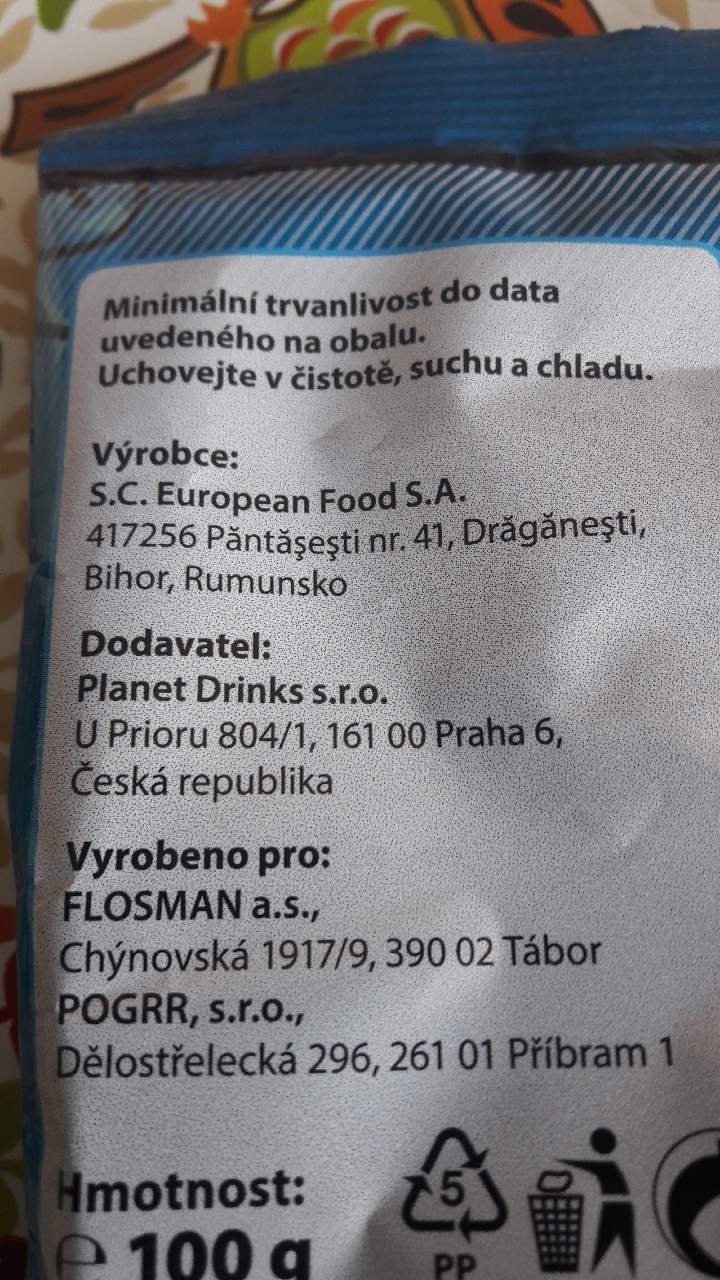 Minimální trvanlivost do data
uvedeného na obalu.
Uchovejte v čistotě, suchu a chladu.
Výrobce:
S.C. European Food S.A.
417256 Păntăşeşti nr. 41, Drăgăneşti,
Bihor, Rumunsko
Dodavatel:
Planet Drinks s.r.o.
U Prioru 804/1, 161 00 Praha 6,
Česká republika
Vyrobeno pro:
FLOSMAN a.s.,
Chýnovská 1917/9, 390 02 Tábor
POGRR, s.r.o.,
Dělostřelecká 296, 261 01 Příbram 1
Hmotnost:
℮ 100 g
5
PP